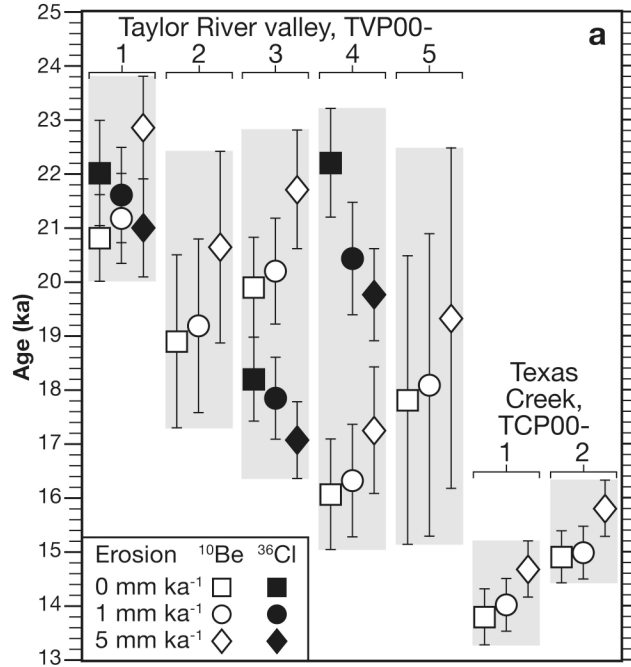 25
24
23
22
21
20
19
18
17
16
15
14
13
Age (ka)
Taylor River valley, TVP00-
1 2 3 4 5
a
Texas
Creek,
TCP00-
1 2
Erosion ¹⁰Be ³⁶Cl
0 mm ka⁻¹
1 mm ka⁻¹
5 mm ka⁻¹